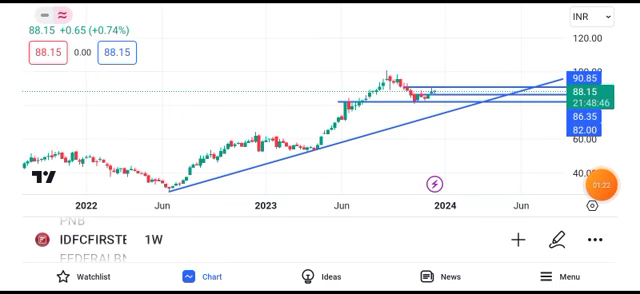 INR
88.15 +0.65 (+0.74%)
88.15 0.00 88.15
120.00
100.00
90.85
88.15
21:48:46
86.35
82.00
60.00
40.00
01:22
2022 Jun 2023 Jun 2024 Jun
PNB
IDFCFIRSTB 1W
FEDERALBN
Watchlist Chart Ideas News Menu